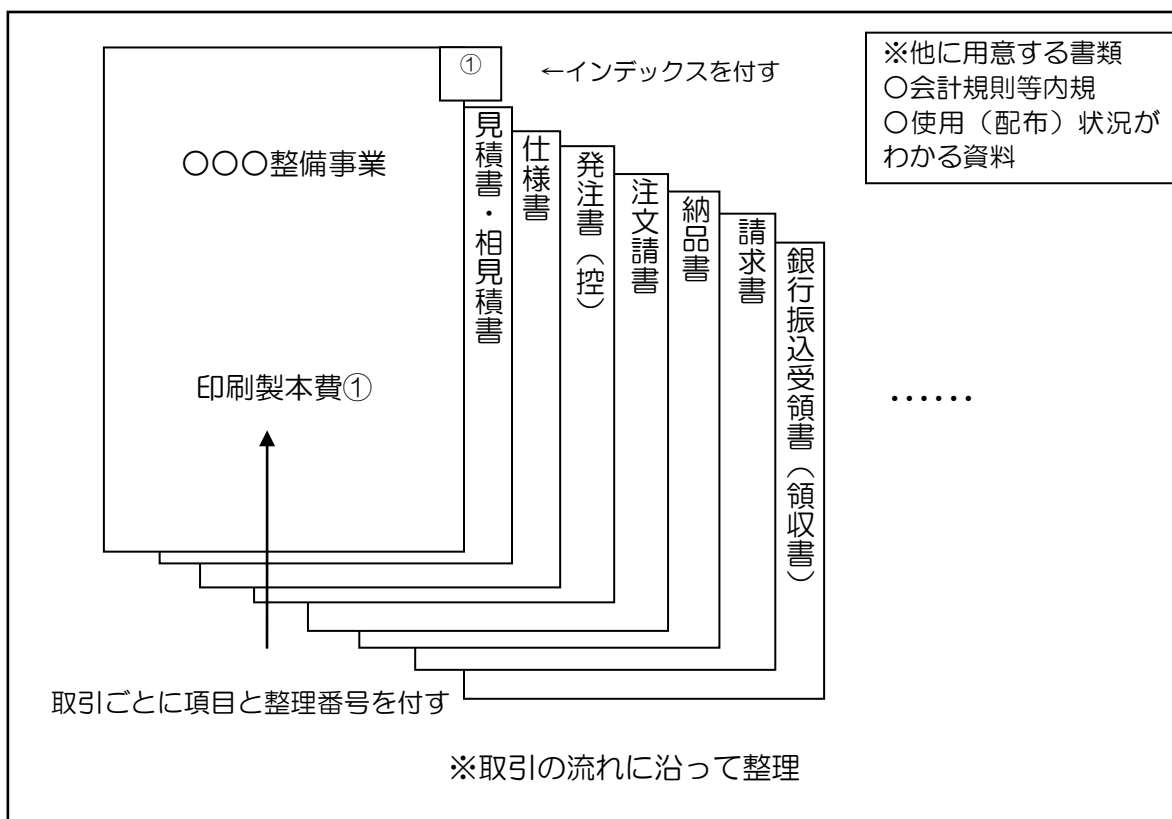 ①
←インデックスを付す
※他に用意する書類
〇会計規則等内規
〇使用（配布）状況が
わかる資料
〇〇〇整備事業
印刷製本費①
見積書・相見積書
仕様書
発注書（控）
注文請書
納品書
請求書
銀行振込受領書（領収書）
……
取引ごとに項目と整理番号を付す
※取引の流れに沿って整理